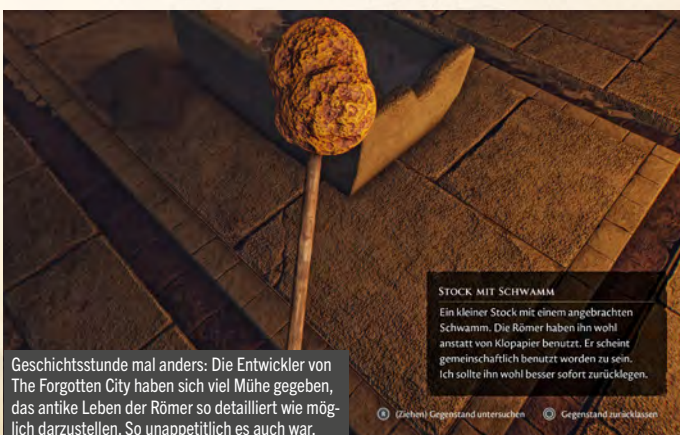 STOCK MIT SCHWAMM
Ein kleiner Stock mit einem angebrachten
Schwamm. Die Römer haben ihn wohl
anstatt von Klopapier benutzt. Er scheint
gemeinschaftlich benutzt worden zu sein.
Ich sollte ihn wohl besser sofort zurücklegen.
R (Ziehen) Gegenstand untersuchen Gegenstand zurücklassen
Geschichtsstunde mal anders: Die Entwickler von
The Forgotten City haben sich viel Mühe gegeben,
das antike Leben der Römer so detailliert wie mög-
lich darzustellen. So unappetitlich es auch war.